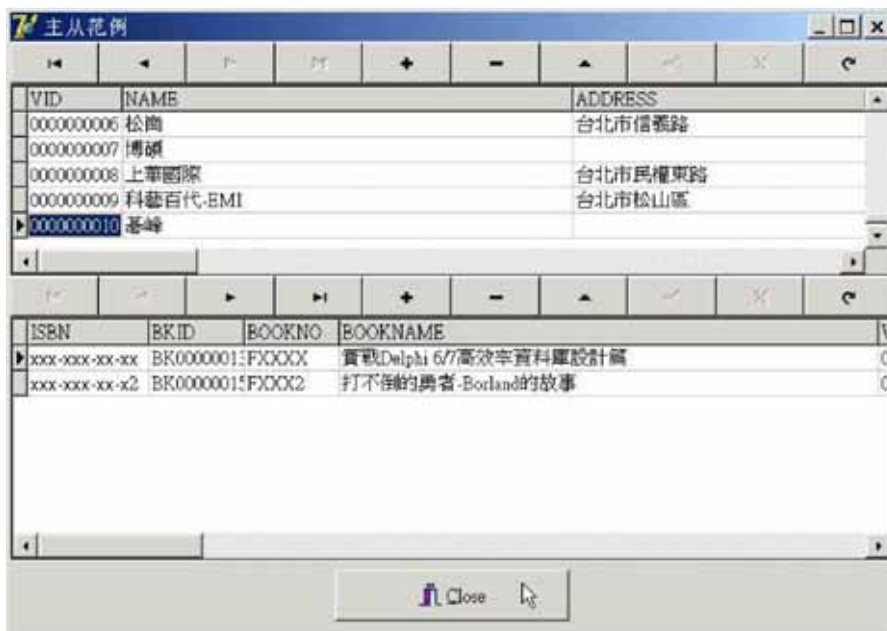 主从范例
VID NAME ADDRESS
0000000006 松崗 台北市信義路
0000000007 博碩
0000000008 上華國際 台北市民權東路
0000000009 科藝百代-EMI 台北市松山區
0000000010 碁峰
ISBN BKID BOOKNO BOOKNAME
xxx-xxx-xx-xx BK00000013 FXXXX 實戰Delphi 6/7高效率資料庫設計篇
xxx-xxx-xx-x2 BK00000015 FXXX2 打不倒的勇者-Borland的故事
Close